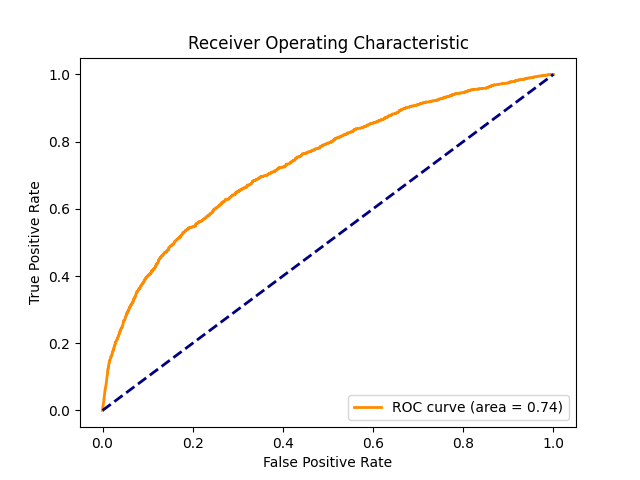 Receiver Operating Characteristic
True Positive Rate
1.0
0.8
0.6
0.4
0.2
0.0
ROC curve (area = 0.74)
0.0 0.2 0.4 0.6 0.8 1.0
False Positive Rate